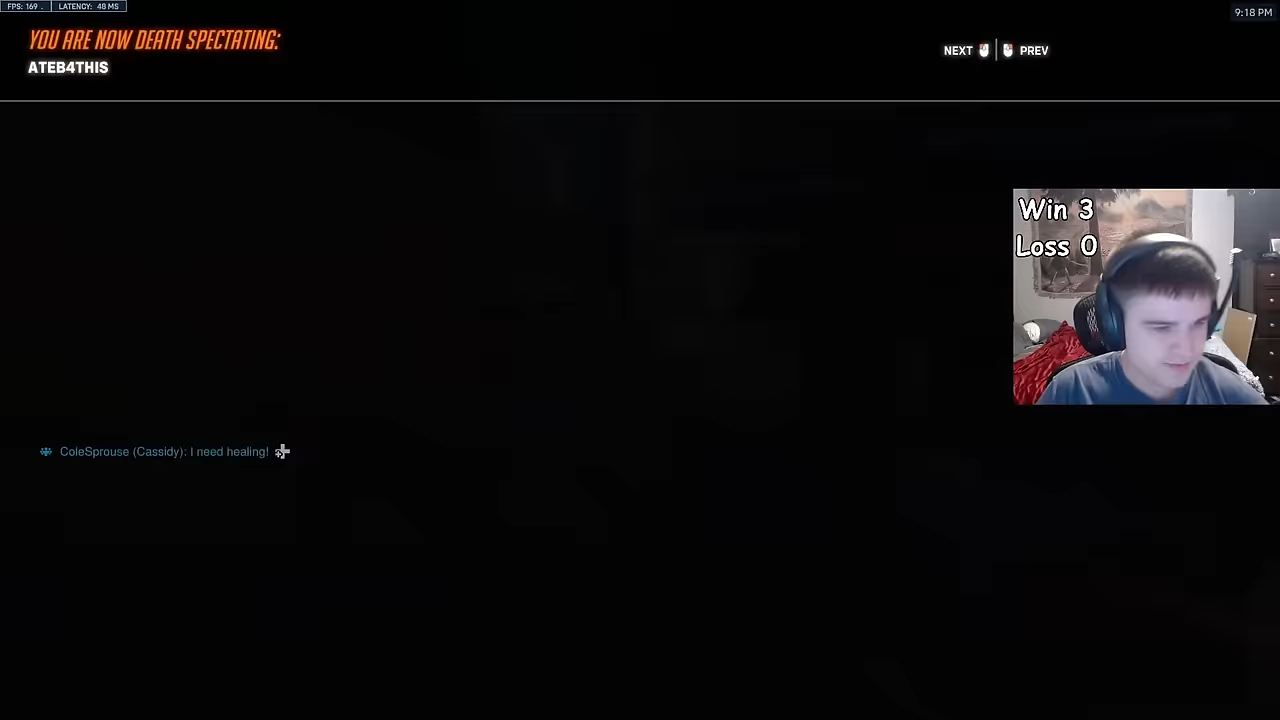 FPS: 169 . LATENCY: 48 MS
9:18 PM
YOU ARE NOW DEATH SPECTATING:
ATEB4THIS
NEXT PREV
Win 3
Loss 0
ColeSprouse (Cassidy): I need healing!